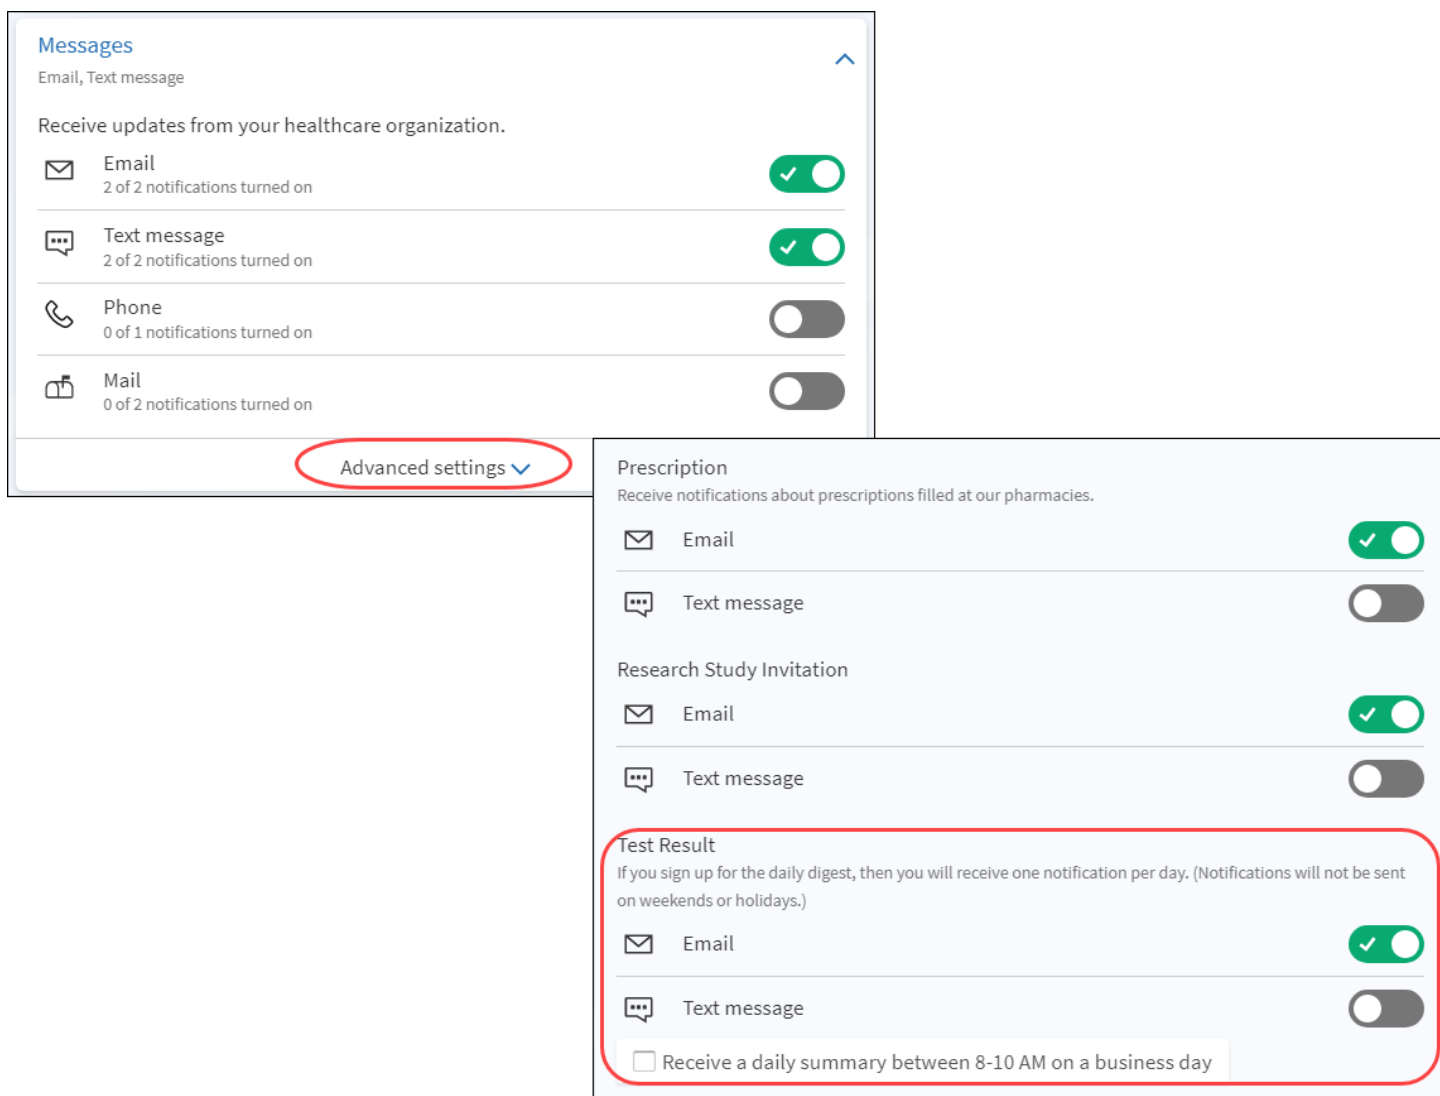 Messages
Email, Text message
Receive updates from your healthcare organization.
Email
2 of 2 notifications turned on
Text message
2 of 2 notifications turned on
Phone
0 of 1 notifications turned on
Mail
0 of 2 notifications turned on
Advanced settings
Prescription
Receive notifications about prescriptions filled at our pharmacies.
Email
Text message
Research Study Invitation
Email
Text message
Test Result
If you sign up for the daily digest, then you will receive one notification per day. (Notifications will not be sent
on weekends or holidays.)
Email
Text message
Receive a daily summary between 8-10 AM on a business day